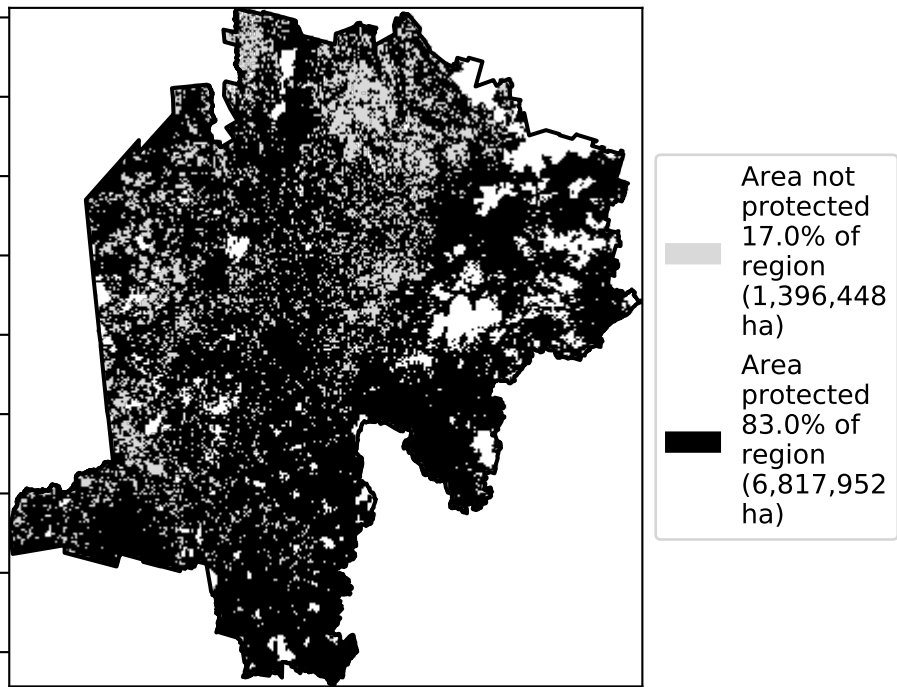 Area not
protected
17.0% of
region
(1,396,448
ha)
Area
protected
83.0% of
region
(6,817,952
ha)